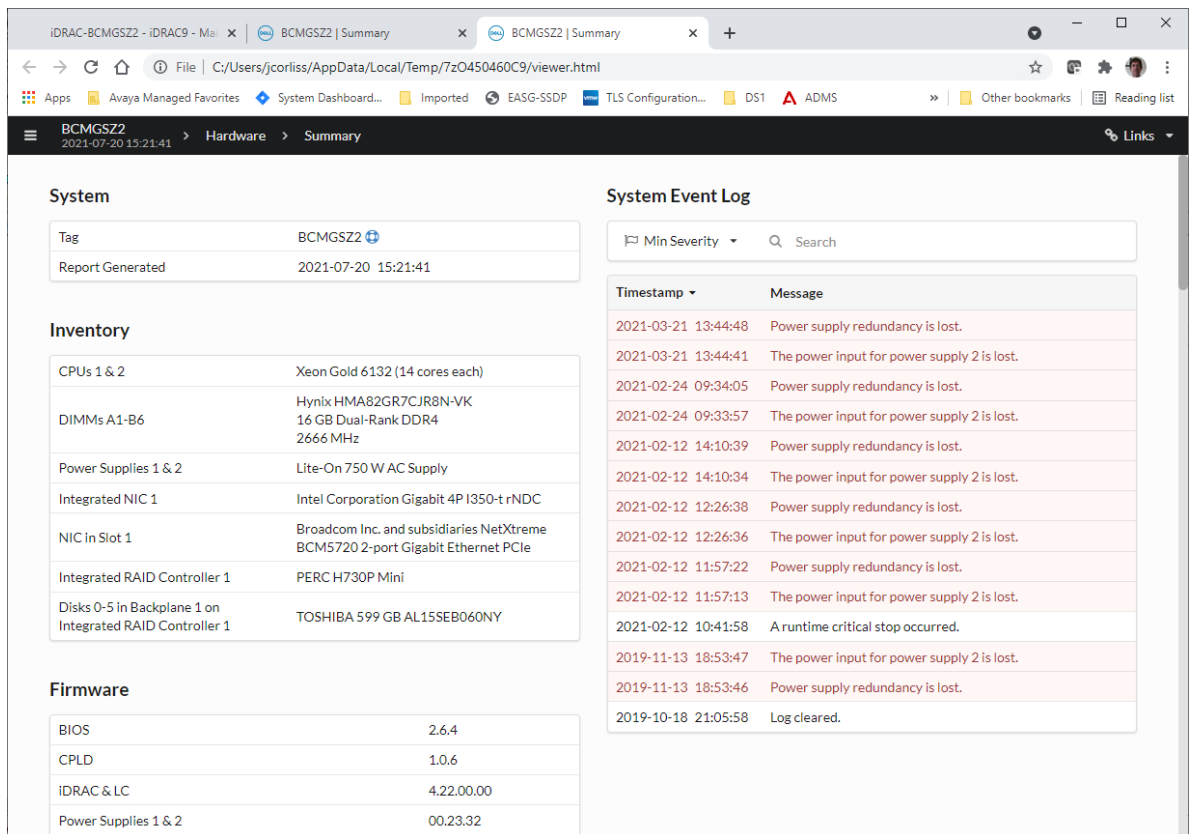 iDRAC-BCMGSZ2 - iDRAC9 - Mai
BCMGSZ2 | Summary
BCMGSZ2 | Summary
File | C:/Users/jcorliss/AppData/Local/Temp/7zO450460C9/viewer.html
Apps Avaya Managed Favorites System Dashboard... Imported EASG-SSDP TLS Configuration... DS1 ADMS » Other bookmarks Reading list
BCMGSZ2
2021-07-20 15:21:41
> Hardware > Summary
Links
System
Tag BCMGSZ2
Report Generated 2021-07-20 15:21:41
Inventory
CPUs 1 & 2 Xeon Gold 6132 (14 cores each)
DIMMs A1-B6 Hynix HMA82GR7CJR8N-VK
16 GB Dual-Rank DDR4
2666 MHz
Power Supplies 1 & 2 Lite-On 750 W AC Supply
Integrated NIC 1 Intel Corporation Gigabit 4P I350-t rNDC
NIC in Slot 1 Broadcom Inc. and subsidiaries NetXtreme
BCM5720 2-port Gigabit Ethernet PCIe
Integrated RAID Controller 1 PERC H730P Mini
Disks 0-5 in Backplane 1 on
Integrated RAID Controller 1 TOSHIBA 599 GB AL15SEB060NY
Firmware
BIOS 2.6.4
CPLD 1.0.6
iDRAC & LC 4.22.00.00
Power Supplies 1 & 2 00.23.32
System Event Log
Min Severity Search
Timestamp Message
2021-03-21 13:44:48 Power supply redundancy is lost.
2021-03-21 13:44:41 The power input for power supply 2 is lost.
2021-02-24 09:34:05 Power supply redundancy is lost.
2021-02-24 09:33:57 The power input for power supply 2 is lost.
2021-02-12 14:10:39 Power supply redundancy is lost.
2021-02-12 14:10:34 The power input for power supply 2 is lost.
2021-02-12 12:26:38 Power supply redundancy is lost.
2021-02-12 12:26:36 The power input for power supply 2 is lost.
2021-02-12 11:57:22 Power supply redundancy is lost.
2021-02-12 11:57:13 The power input for power supply 2 is lost.
2021-02-12 10:41:58 A runtime critical stop occurred.
2019-11-13 18:53:47 The power input for power supply 2 is lost.
2019-11-13 18:53:46 Power supply redundancy is lost.
2019-10-18 21:05:58 Log cleared.